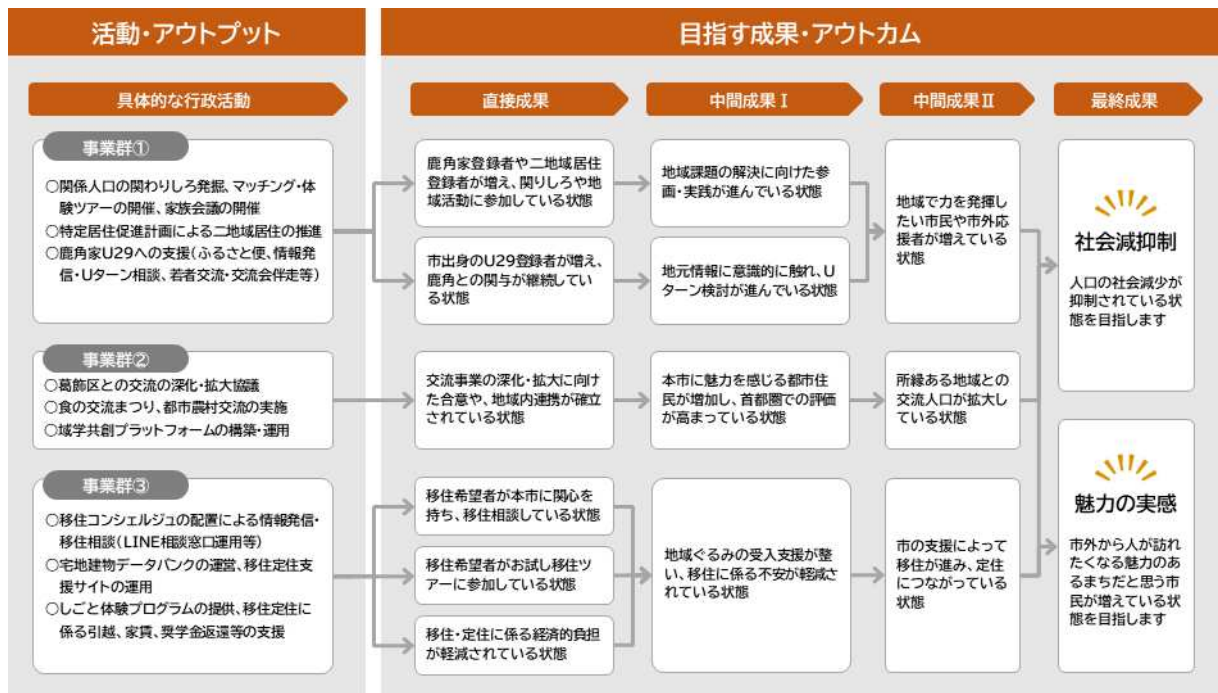 活動・アウトプット
目指す成果・アウトカム
具体的な行政活動
直接成果
中間成果Ⅰ
中間成果Ⅱ
最終成果
事業群①
○関係人口の関わりしろ発掘、マッチング・体
験ツアーの開催、家族会議の開催
○特定居住促進計画による二地域居住の推進
○鹿角家U29への支援(ふるさと便、情報発
信・Uターン相談、若者交流・交流会伴走等)
鹿角家登録者や二地域居住
登録者が増え、関りしろや地
域活動に参加している状態
地域課題の解決に向けた参
画・実践が進んでいる状態
市出身のU29登録者が増え、
鹿角との関与が継続してい
る状態
地元情報に意識的に触れ、U
ターン検討が進んでいる状態
地域で力を発揮し
たい市民や市外応
援者が増えている
状態
事業群②
○葛飾区との交流の深化・拡大協議
○食の交流まつり、都市農村交流の実施
○域学共創プラットフォームの構築・運用
交流事業の深化・拡大に向け
た合意や、地域内連携が確立
されている状態
本市に魅力を感じる都市住
民が増加し、首都圏での評価
が高まっている状態
所縁ある地域との
交流人口が拡大し
ている状態
事業群③
○移住コンシェルジュの配置による情報発信・
移住相談(LINE相談窓口運用等)
○宅地建物データバンクの運営、移住定住支
援サイトの運用
○しごと体験プログラムの提供、移住定住に
係る引越、家賃、奨学金返還等の支援
移住希望者が本市に関心を
持ち、移住相談している状態
移住希望者がお試し移住ツ
アーに参加している状態
移住・定住に係る経済的負担
が軽減されている状態
地域ぐるみの受入支援が整
い、移住に係る不安が軽減さ
れている状態
市の支援によって
移住が進み、定住
につながっている
状態
社会減抑制
人口の社会減少が
抑制されている状
態を目指します
魅力の実感
市外から人が訪れ
たくなる魅力のあ
るまちだと思う市
民が増えている状
態を目指します